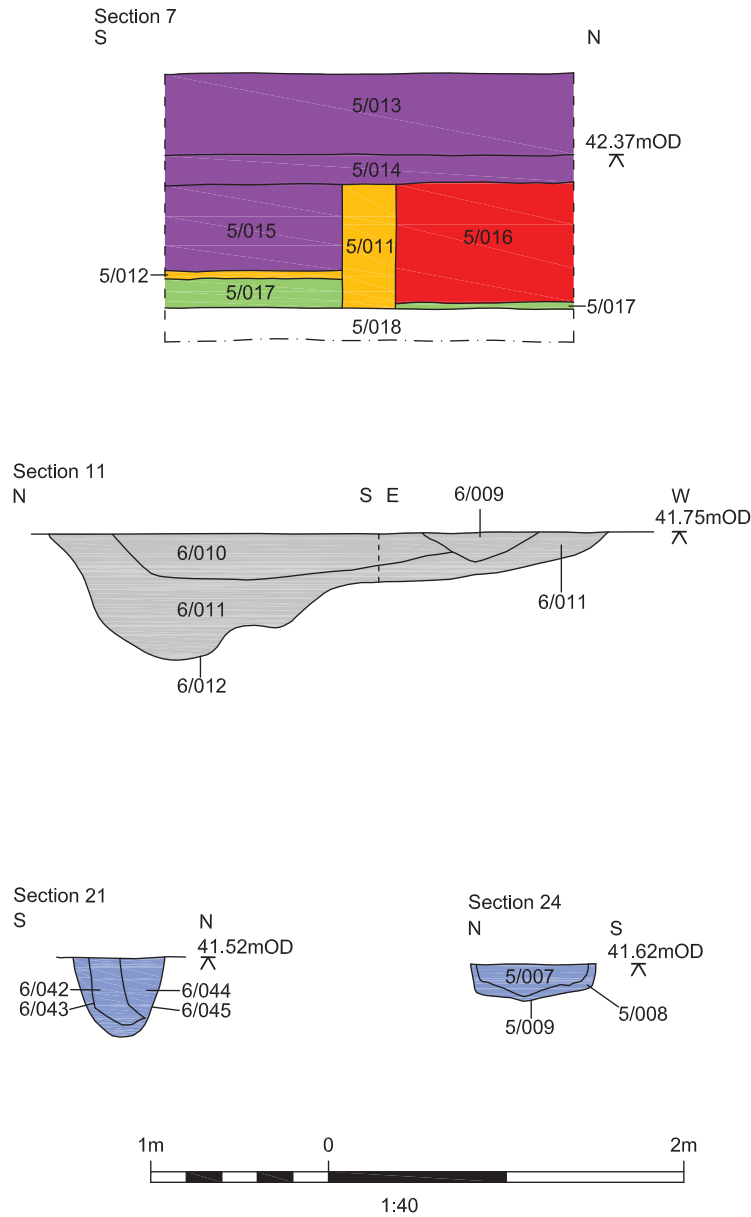 Section 7
S N
5/013
42.37mOD
5/014
5/015 5/011 5/016
5/012
5/017 5/017
5/018
Section 11
N S E 6/009 W
41.75mOD
6/010
6/011 6/011
6/012
Section 21
S N
41.52mOD
6/042 6/044
6/043 6/045
Section 24
N S
41.62mOD
5/007
5/008
5/009
1m 0 2m
1:40